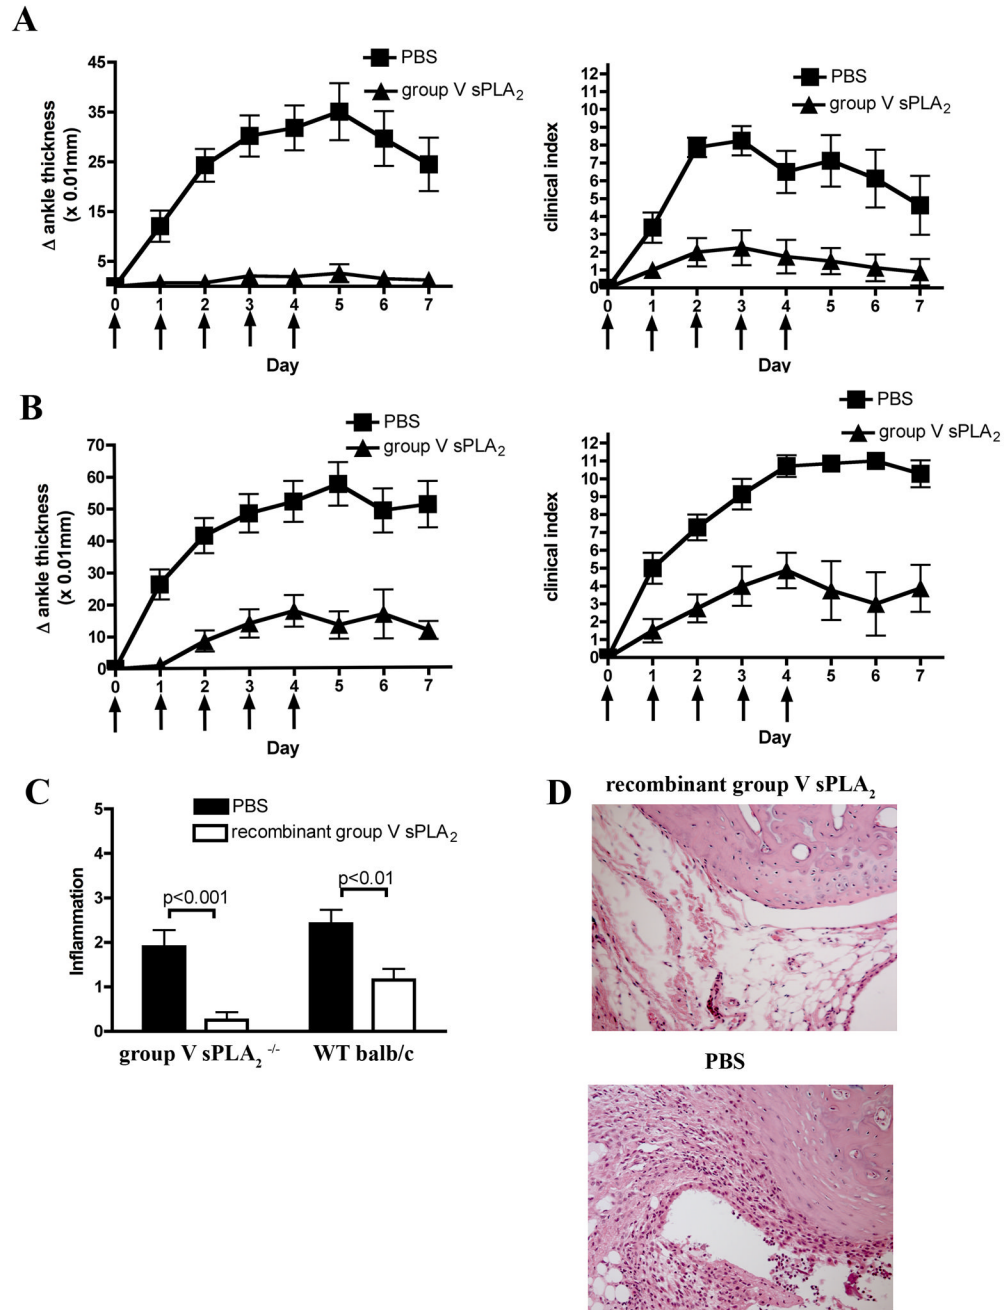 A
PBS
group V sPLA₂
Δ ankle thickness
(x 0.01mm)
45
35
25
15
5
0 1 2 3 4 5 6 7
Day
PBS
group V sPLA₂
clinical index
12
11
10
9
8
7
6
5
4
3
2
1
0
0 1 2 3 4 5 6 7
Day
B
PBS
group V sPLA₂
Δ ankle thickness
(x 0.01mm)
70
60
50
40
30
20
10
0
0 1 2 3 4 5 6 7
Day
PBS
group V sPLA₂
clinical index
12
11
10
9
8
7
6
5
4
3
2
1
0
0 1 2 3 4 5 6 7
Day
C
PBS
recombinant group V sPLA₂
Inflammation
5
4
3
2
1
0
p<0.001
p<0.01
group V sPLA₂ -/-
WT balb/c
D
recombinant group V sPLA₂
PBS